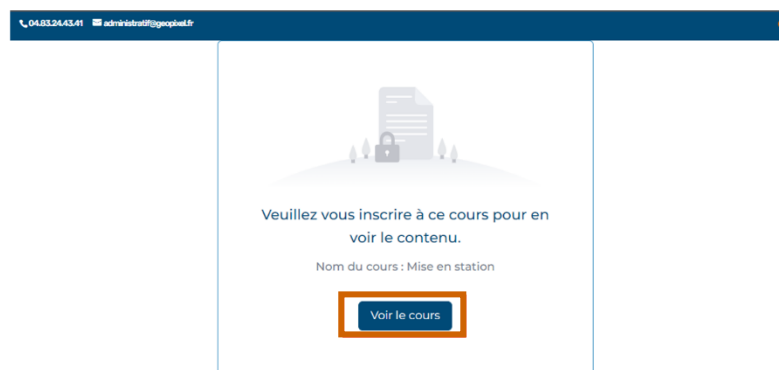 04.83.24.43.41 administratif@geopixel.fr
Veuillez vous inscrire à ce cours pour en
voir le contenu.
Nom du cours : Mise en station
Voir le cours